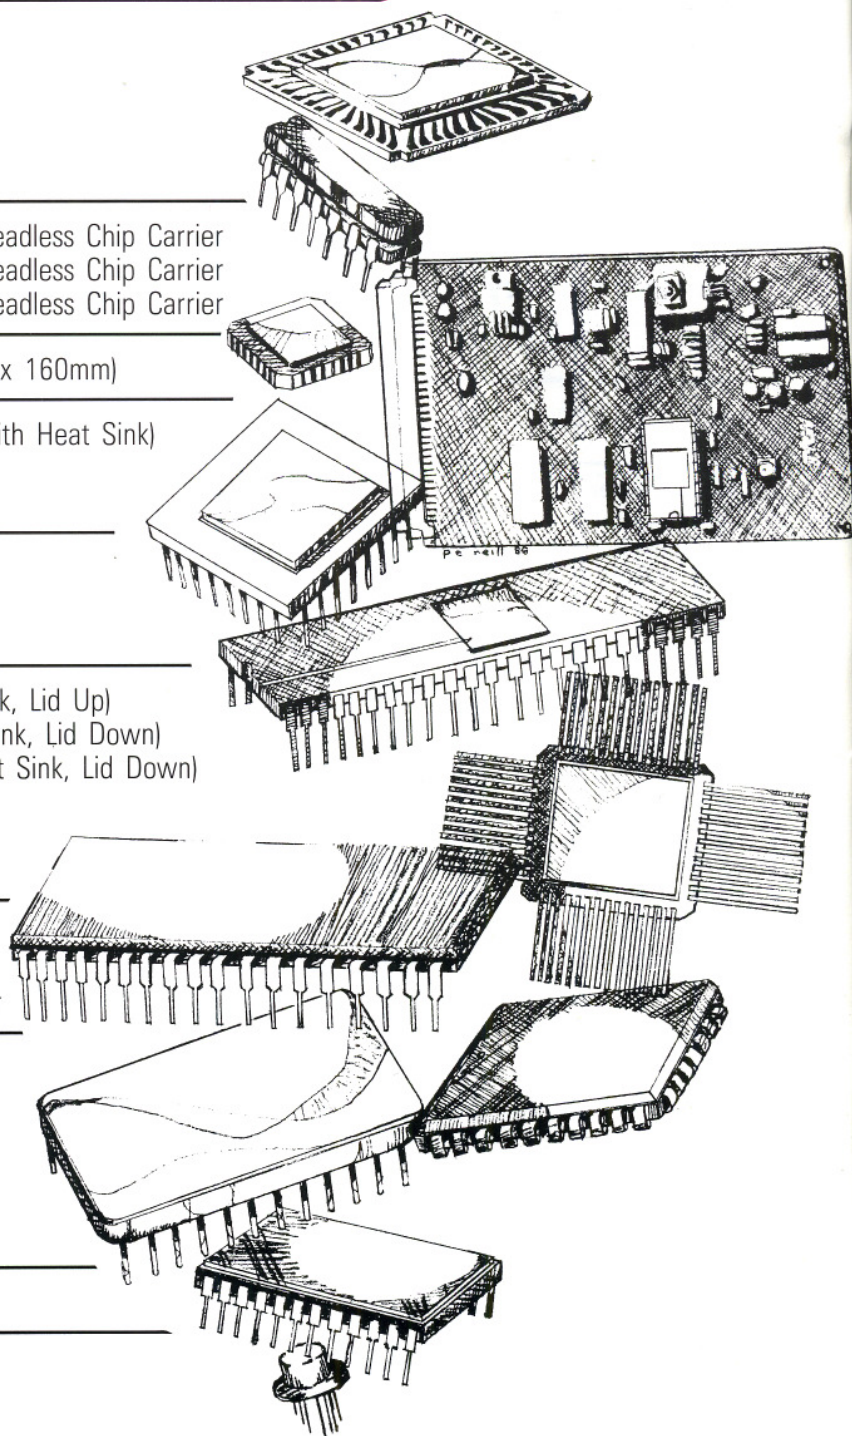 eadless Chip Carrier
eadless Chip Carrier
eadless Chip Carrier
x 160mm)
ith Heat Sink)
pe neill 86
k, Lid Up)
nk, Lid Down)
t Sink, Lid Down)